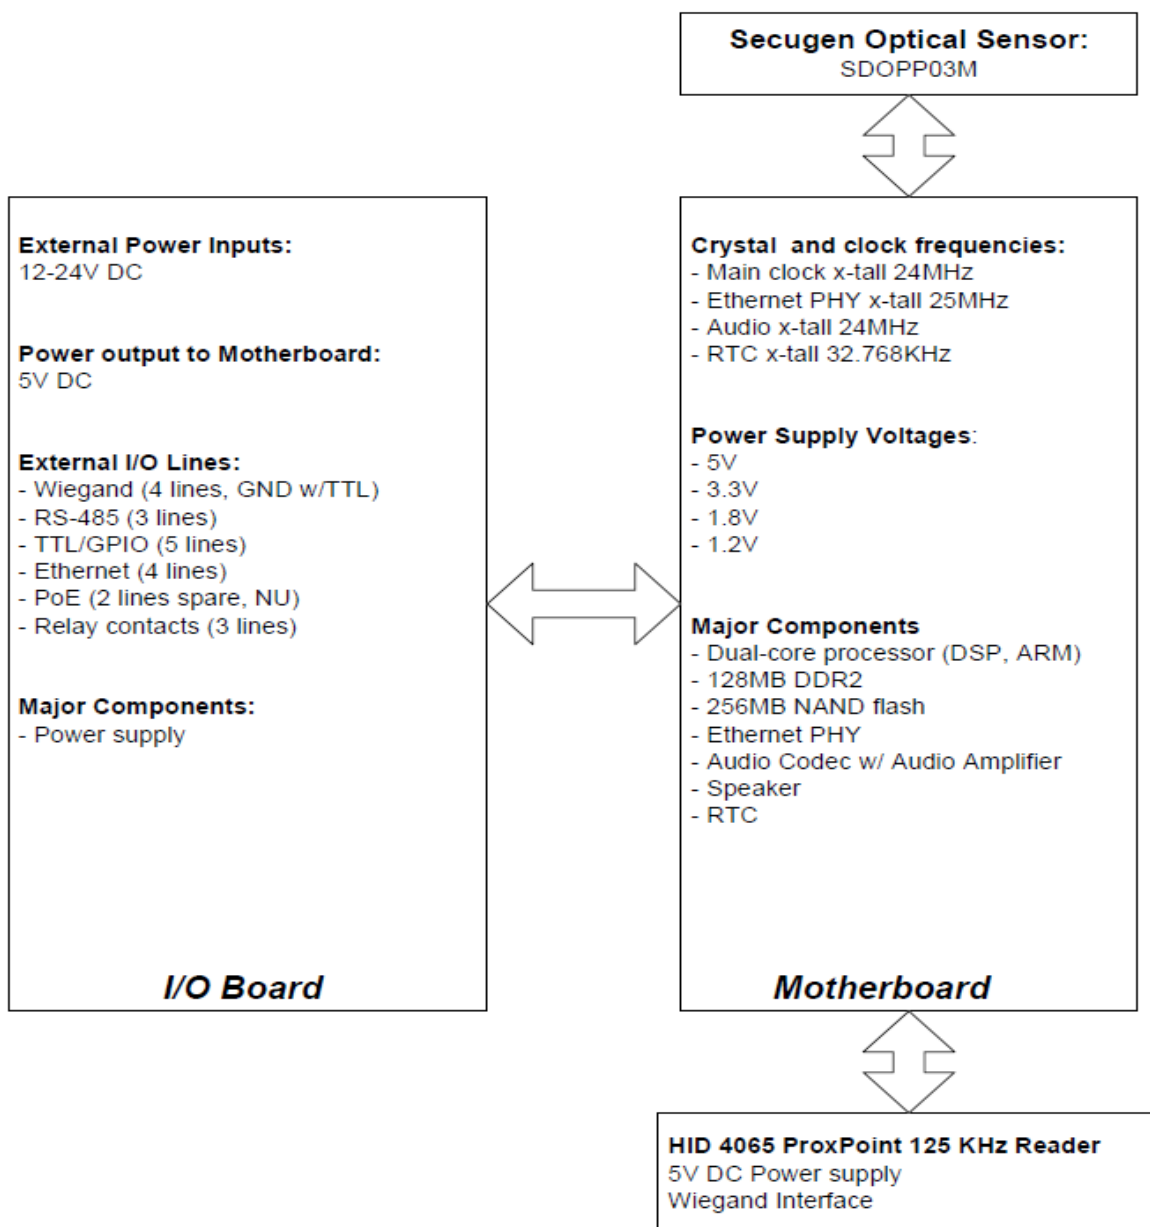 Secugen Optical Sensor:
SDOPP03M
External Power Inputs:
12-24V DC
Power output to Motherboard:
5V DC
External I/O Lines:
- Wiegand (4 lines, GND w/TTL)
- RS-485 (3 lines)
- TTL/GPIO (5 lines)
- Ethernet (4 lines)
- PoE (2 lines spare, NU)
- Relay contacts (3 lines)
Major Components:
- Power supply
I/O Board
Crystal and clock frequencies:
- Main clock x-tall 24MHz
- Ethernet PHY x-tall 25MHz
- Audio x-tall 24MHz
- RTC x-tall 32.768KHz
Power Supply Voltages:
- 5V
- 3.3V
- 1.8V
- 1.2V
Major Components
- Dual-core processor (DSP, ARM)
- 128MB DDR2
- 256MB NAND flash
- Ethernet PHY
- Audio Codec w/ Audio Amplifier
- Speaker
- RTC
Motherboard
HID 4065 ProxPoint 125 KHz Reader
5V DC Power supply
Wiegand Interface